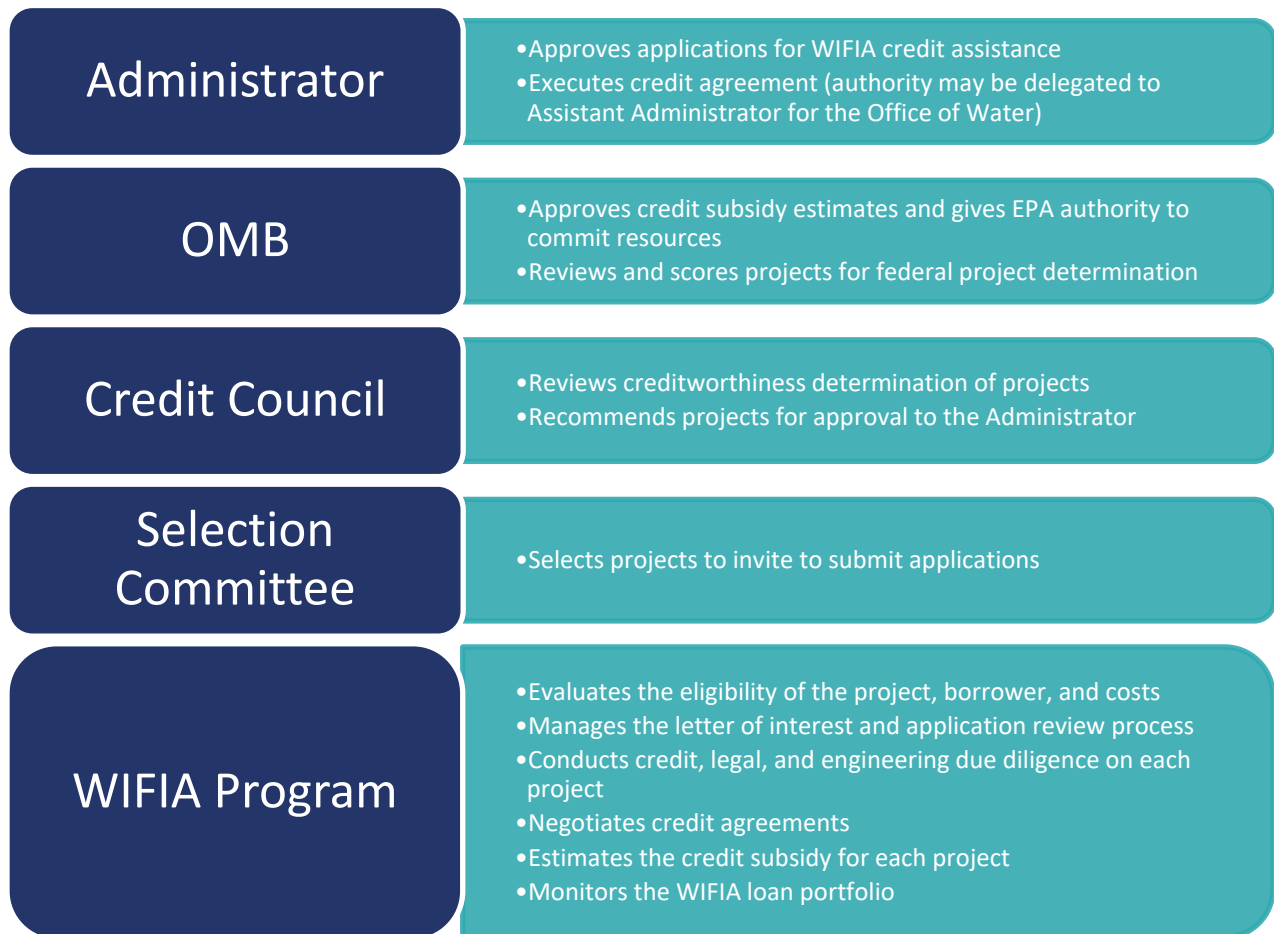 Administrator
•Approves applications for WIFIA credit assistance
•Executes credit agreement (authority may be delegated to
Assistant Administrator for the Office of Water)
OMB
•Approves credit subsidy estimates and gives EPA authority to
commit resources
•Reviews and scores projects for federal project determination
Credit Council
•Reviews creditworthiness determination of projects
•Recommends projects for approval to the Administrator
Selection
Committee
•Selects projects to invite to submit applications
WIFIA Program
•Evaluates the eligibility of the project, borrower, and costs
•Manages the letter of interest and application review process
•Conducts credit, legal, and engineering due diligence on each
project
•Negotiates credit agreements
•Estimates the credit subsidy for each project
•Monitors the WIFIA loan portfolio